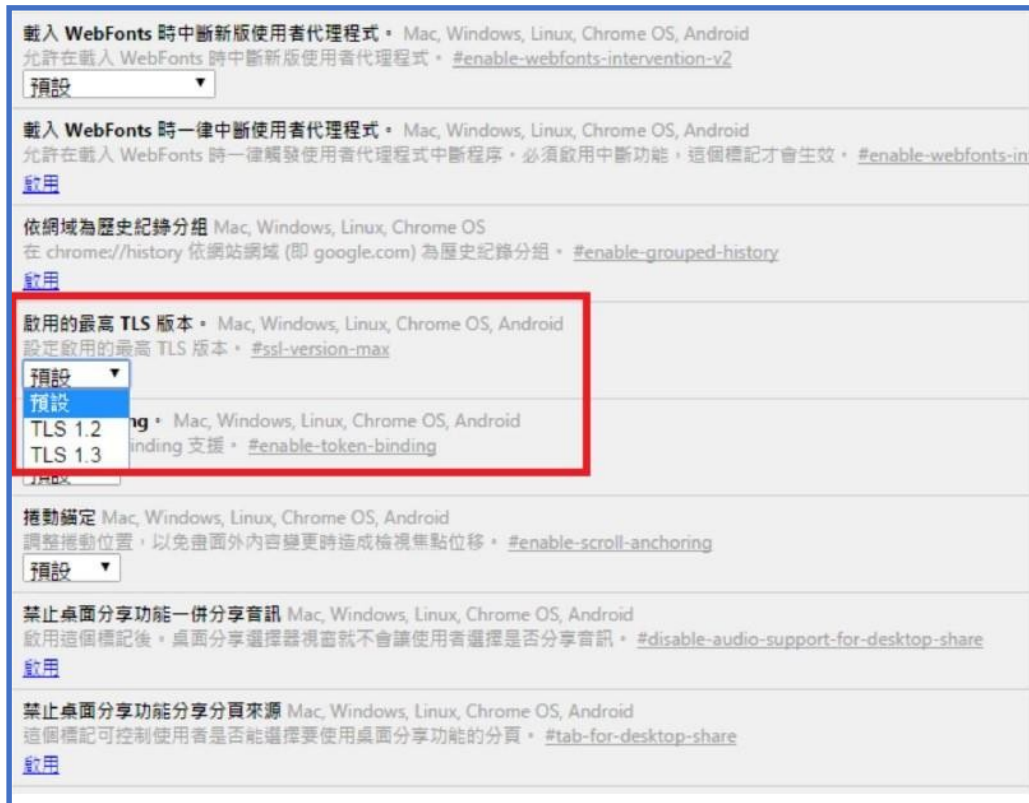 載入 WebFonts 時中斷新版使用者代理程式。 Mac, Windows, Linux, Chrome OS, Android
允許在載入 WebFonts 時中斷新版使用者代理程式。 #enable-webfonts-intervention-v2
預設
載入 WebFonts 時一律中斷使用者代理程式。 Mac, Windows, Linux, Chrome OS, Android
允許在載入 WebFonts 時一律觸發使用者代理程式中斷程序。必須啟用中斷功能,這個標記才會生效。 #enable-webfonts-in
啟用
依網域為歷史紀錄分組 Mac, Windows, Linux, Chrome OS
在 chrome://history 依網站網域 (即 google.com) 為歷史紀錄分組。 #enable-grouped-history
啟用
啟用的最高 TLS 版本。 Mac, Windows, Linux, Chrome OS, Android
設定啟用的最高 TLS 版本。 #ssl-version-max
預設
預設
TLS 1.2
TLS 1.3
ng。 Mac, Windows, Linux, Chrome OS, Android
inding 支援。 #enable-token-binding
預設
捲動錨定 Mac, Windows, Linux, Chrome OS, Android
調整捲動位置,以免畫面外內容變更時造成檢視焦點位移。 #enable-scroll-anchoring
預設
禁止桌面分享功能一併分享音訊 Mac, Windows, Linux, Chrome OS, Android
啟用這個標記後。桌面分享選擇器視窗就不會讓使用者選擇是否分享音訊。 #disable-audio-support-for-desktop-share
啟用
禁止桌面分享功能分享分頁來源 Mac, Windows, Linux, Chrome OS, Android
這個標記可控制使用者是否能選擇要使用桌面分享功能的分頁。 #tab-for-desktop-share
啟用